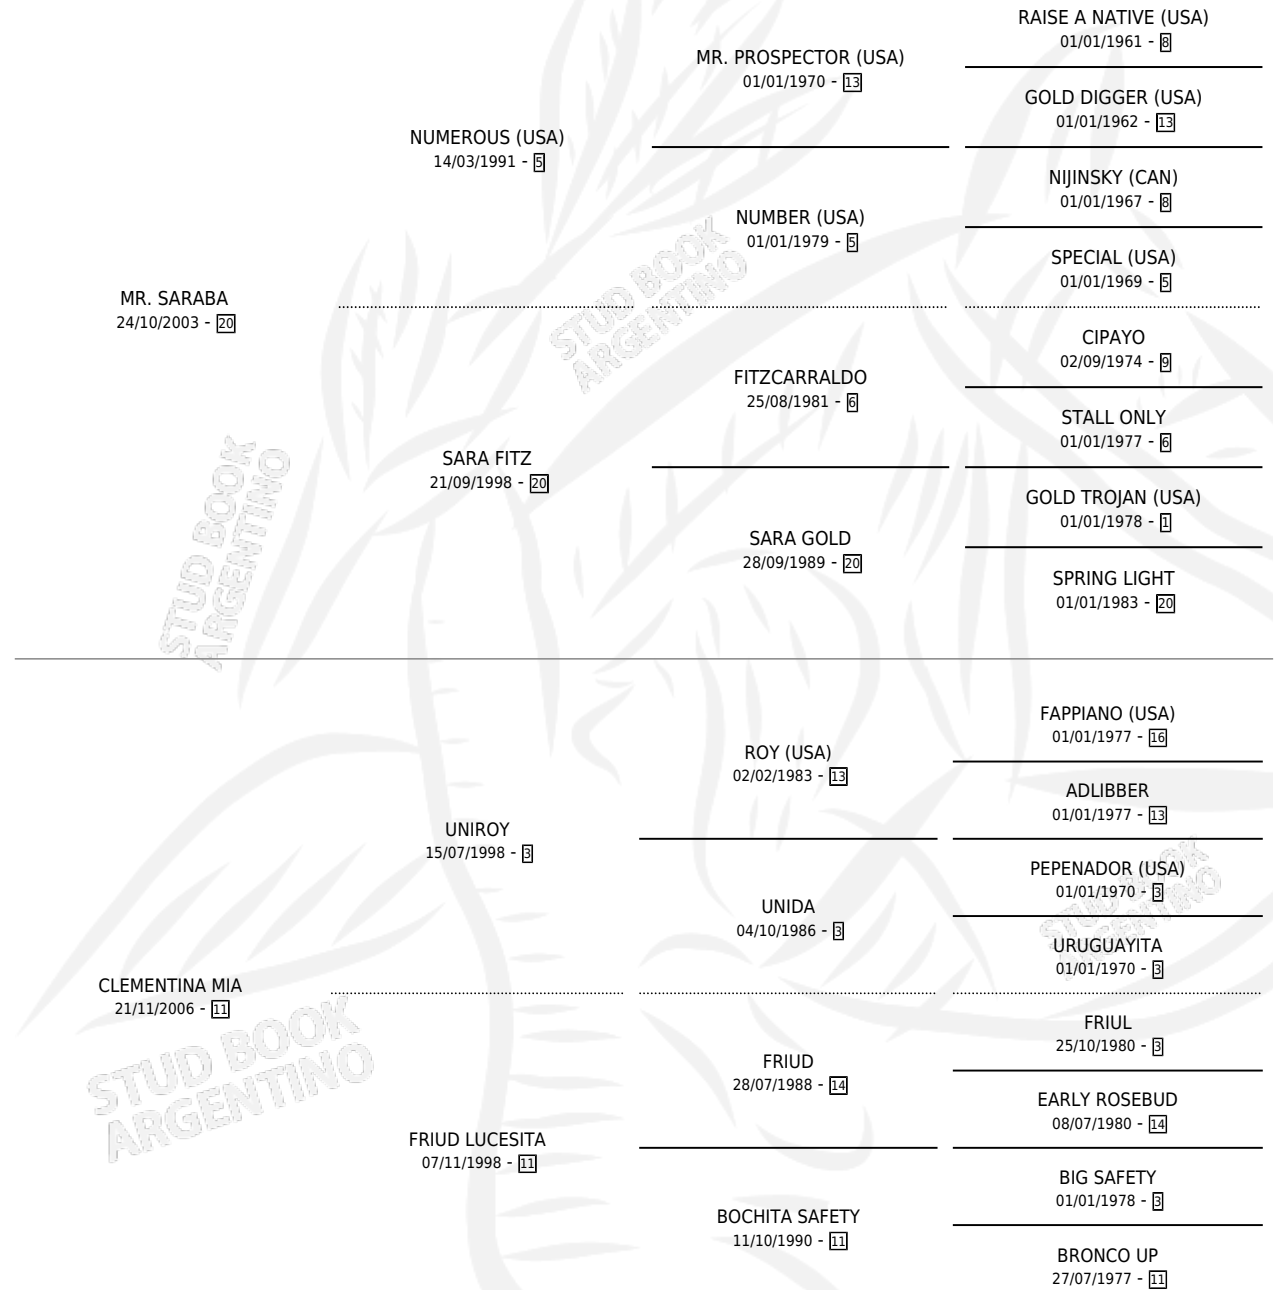 RAISE A NATIVE (USA)
01/01/1961 - 8
MR. PROSPECTOR (USA)
01/01/1970 - 13
GOLD DIGGER (USA)
01/01/1962 - 13
NUMEROUS (USA)
14/03/1991 - 5
NIJINSKY (CAN)
01/01/1967 - 8
NUMBER (USA)
01/01/1979 - 5
SPECIAL (USA)
01/01/1969 - 5
MR. SARABA
24/10/2003 - 20
STUD BOOK
ARGENTINO
CIPAYO
02/09/1974 - 9
FITZCARRALDO
25/08/1981 - 6
STALL ONLY
01/01/1977 - 6
SARA FITZ
21/09/1998 - 20
GOLD TROJAN (USA)
01/01/1978 - 1
SARA GOLD
28/09/1989 - 20
SPRING LIGHT
01/01/1983 - 20
STUD BOOK
ARGENTINO
FAPPIANO (USA)
01/01/1977 - 16
ROY (USA)
02/02/1983 - 13
ADLIBBER
01/01/1977 - 13
UNIROY
15/07/1998 - 3
PEPENADOR (USA)
01/01/1970 - 3
UNIDA
04/10/1986 - 3
STUD BOOK
ARGENTINO
URUGUAYITA
01/01/1970 - 3
CLEMENTINA MIA
21/11/2006 - 11
STUD BOOK
ARGENTINO
FRIUL
25/10/1980 - 3
FRIUD
28/07/1988 - 14
EARLY ROSEBUD
08/07/1980 - 14
FRIUD LUCESITA
07/11/1998 - 11
BIG SAFETY
01/01/1978 - 3
BOCHITA SAFETY
11/10/1990 - 11
BRONCO UP
27/07/1977 - 11